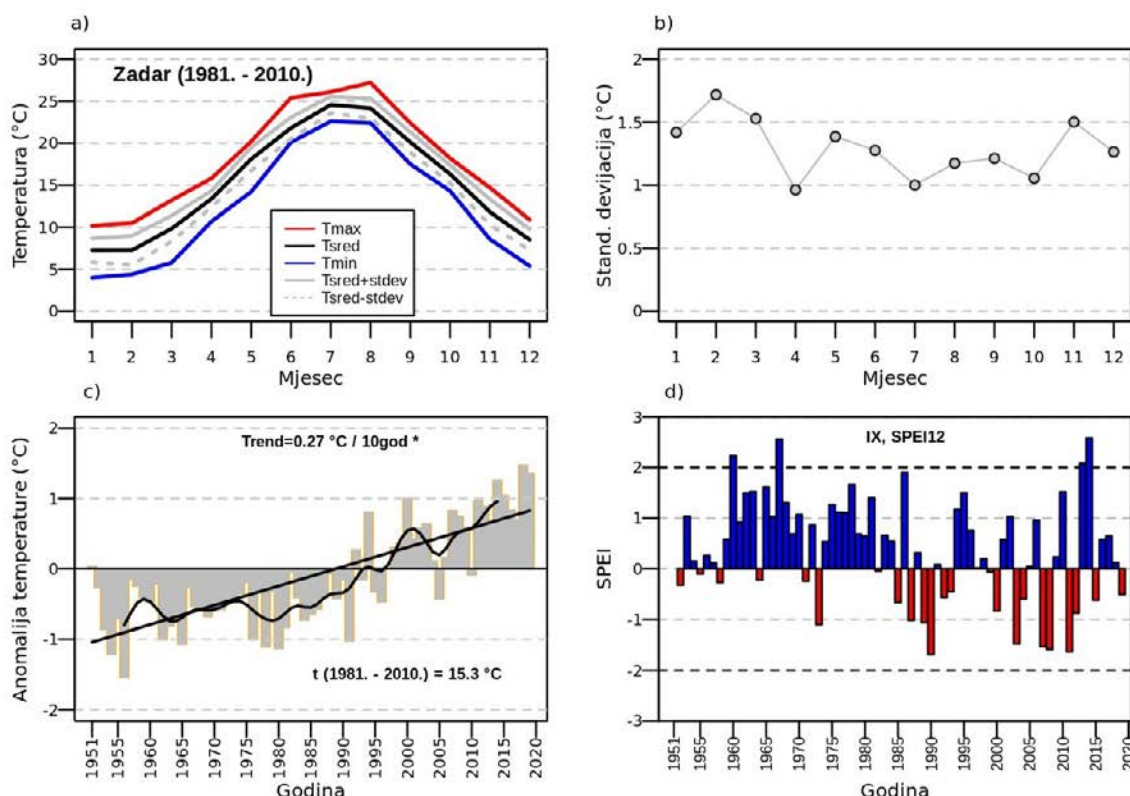 a)
Zadar (1981. - 2010.)
Temperatura (°C)
30
25
20
15
10
5
0
Tmax
Tsred
Tmin
Tsred+stdev
Tsred-stdev
1 2 3 4 5 6 7 8 9 10 11 12
Mjesec
b)
Stand. devijacija (°C)
2
1.5
1
0.5
0
1 2 3 4 5 6 7 8 9 10 11 12
Mjesec
c)
Trend=0.27 °C / 10god *
Anomalija temperature (°C)
2
1
0
-1
-2
t (1981. - 2010.) = 15.3 °C
1951 1955 1960 1965 1970 1975 1980 1985 1990 1995 2000 2005 2010 2015 2020
Godina
d)
IX, SPEI12
SPEI
3
2
1
0
-1
-2
-3
1951 1955 1960 1965 1970 1975 1980 1985 1990 1995 2000 2005 2010 2015 2020
Godina